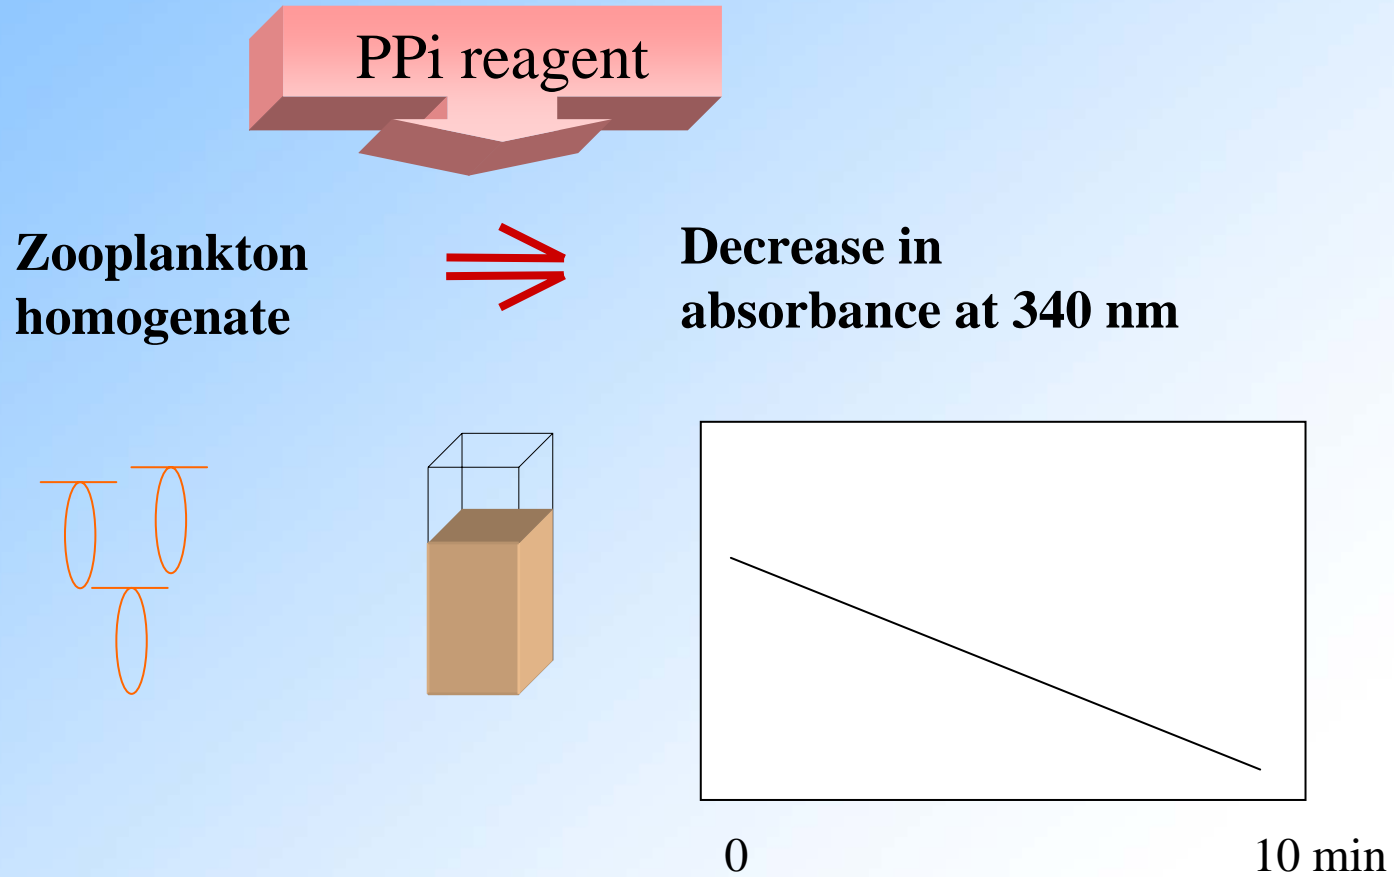 PPi reagent
Zooplankton
homogenate
Decrease in
absorbance at 340 nm
0
10 min